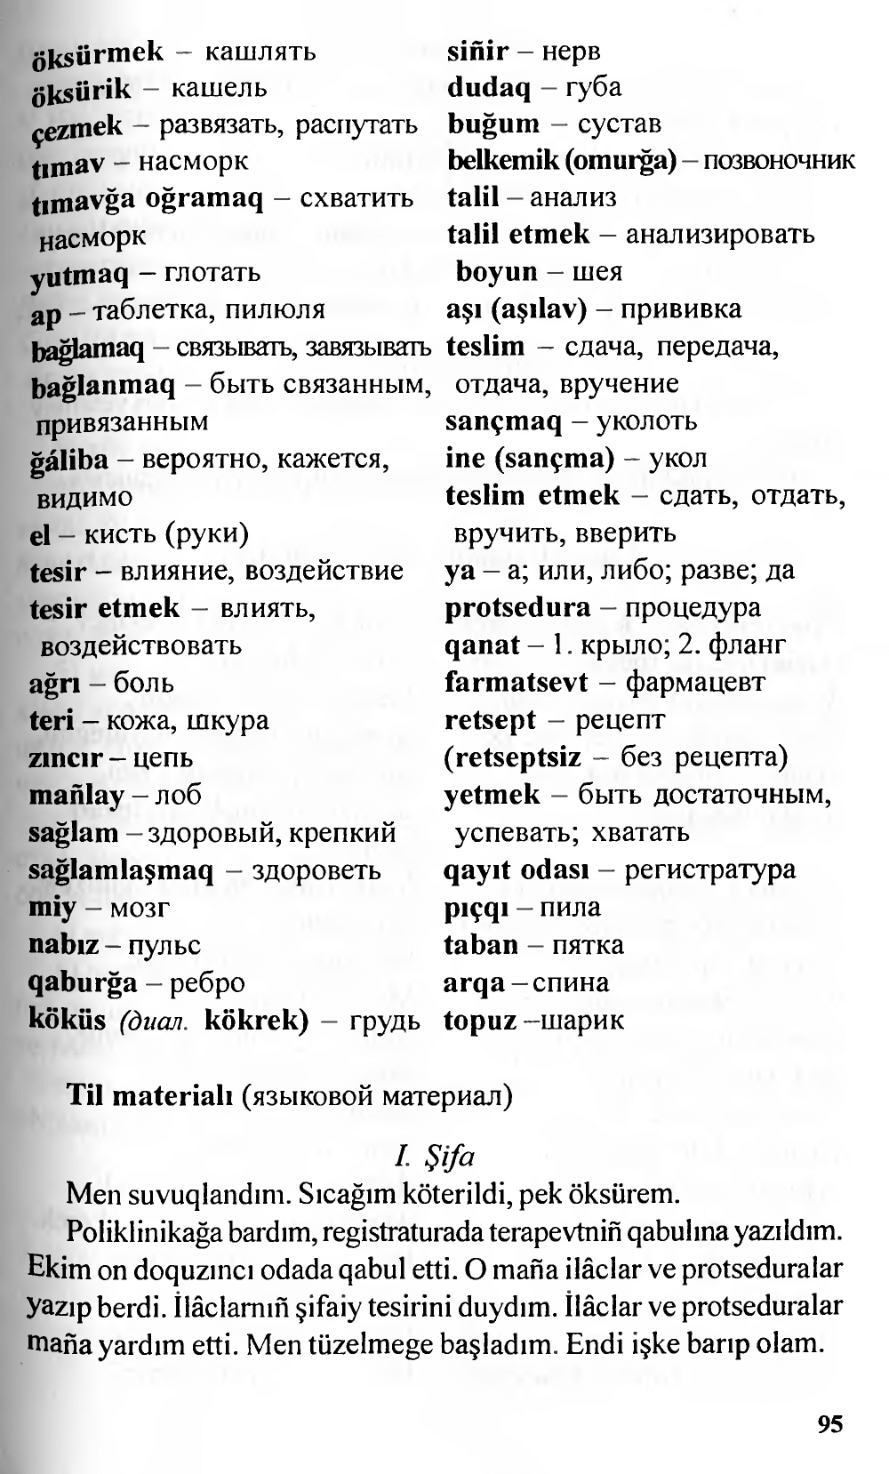 öksürmek – кашлять
öksürik – кашель
çezmek – развязать, распутать
tımav – насморк
tımavğa oğramaq – схватить
насморк
yutmaq – глотать
ap – таблетка, пилюля
bağlamaq – связывать, завязывать
bağlanmaq – быть связанным,
привязанным
ğáliba – вероятно, кажется,
видимо
el – кисть (руки)
tesir – влияние, воздействие
tesir etmek – влиять,
воздействовать
ağrı – боль
teri – кожа, шкура
zıncır – цепь
mañlay – лоб
sağlam – здоровый, крепкий
sağlamlaşmaq – здороветь
miy – мозг
nabız – пульс
qaburğa – ребро
köküs (диал. kökrek) – грудь
siñir – нерв
dudaq – губа
buğum – сустав
belkemik (omurğa) – позвоночник
talil – анализ
talil etmek – анализировать
boyun – шея
aşı (aşılav) – прививка
teslim – сдача, передача,
отдача, вручение
sançmaq – уколоть
ine (sançma) – укол
teslim etmek – сдать, отдать,
вручить, вверить
ya – а; или, либо; разве; да
protsedura – процедура
qanat – 1. крыло; 2. фланг
farmatsevt – фармацевт
retsept – рецепт
(retseptsiz – без рецепта)
yetmek – быть достаточным,
успевать; хватать
qayıt odası – регистратура
pıçqı – пила
taban – пятка
arqa – спина
topuz –шарик
Til materialı (языковой материал)
I. Şifa
Men suvuqlandım. Sıcağım köterildi, pek öksürem.
Poliklinikağa bardım, registraturada terapevtniñ qabulına yazıldım.
Ekim on doquzıncı odada qabul etti. O maña ilâclar ve protseduralar
yazıp berdi. İlâclarnıñ şifaiy tesirini duydım. İlâclar ve protseduralar
maña yardım etti. Men tüzelmege başladım. Endi işke barıp olam.
95